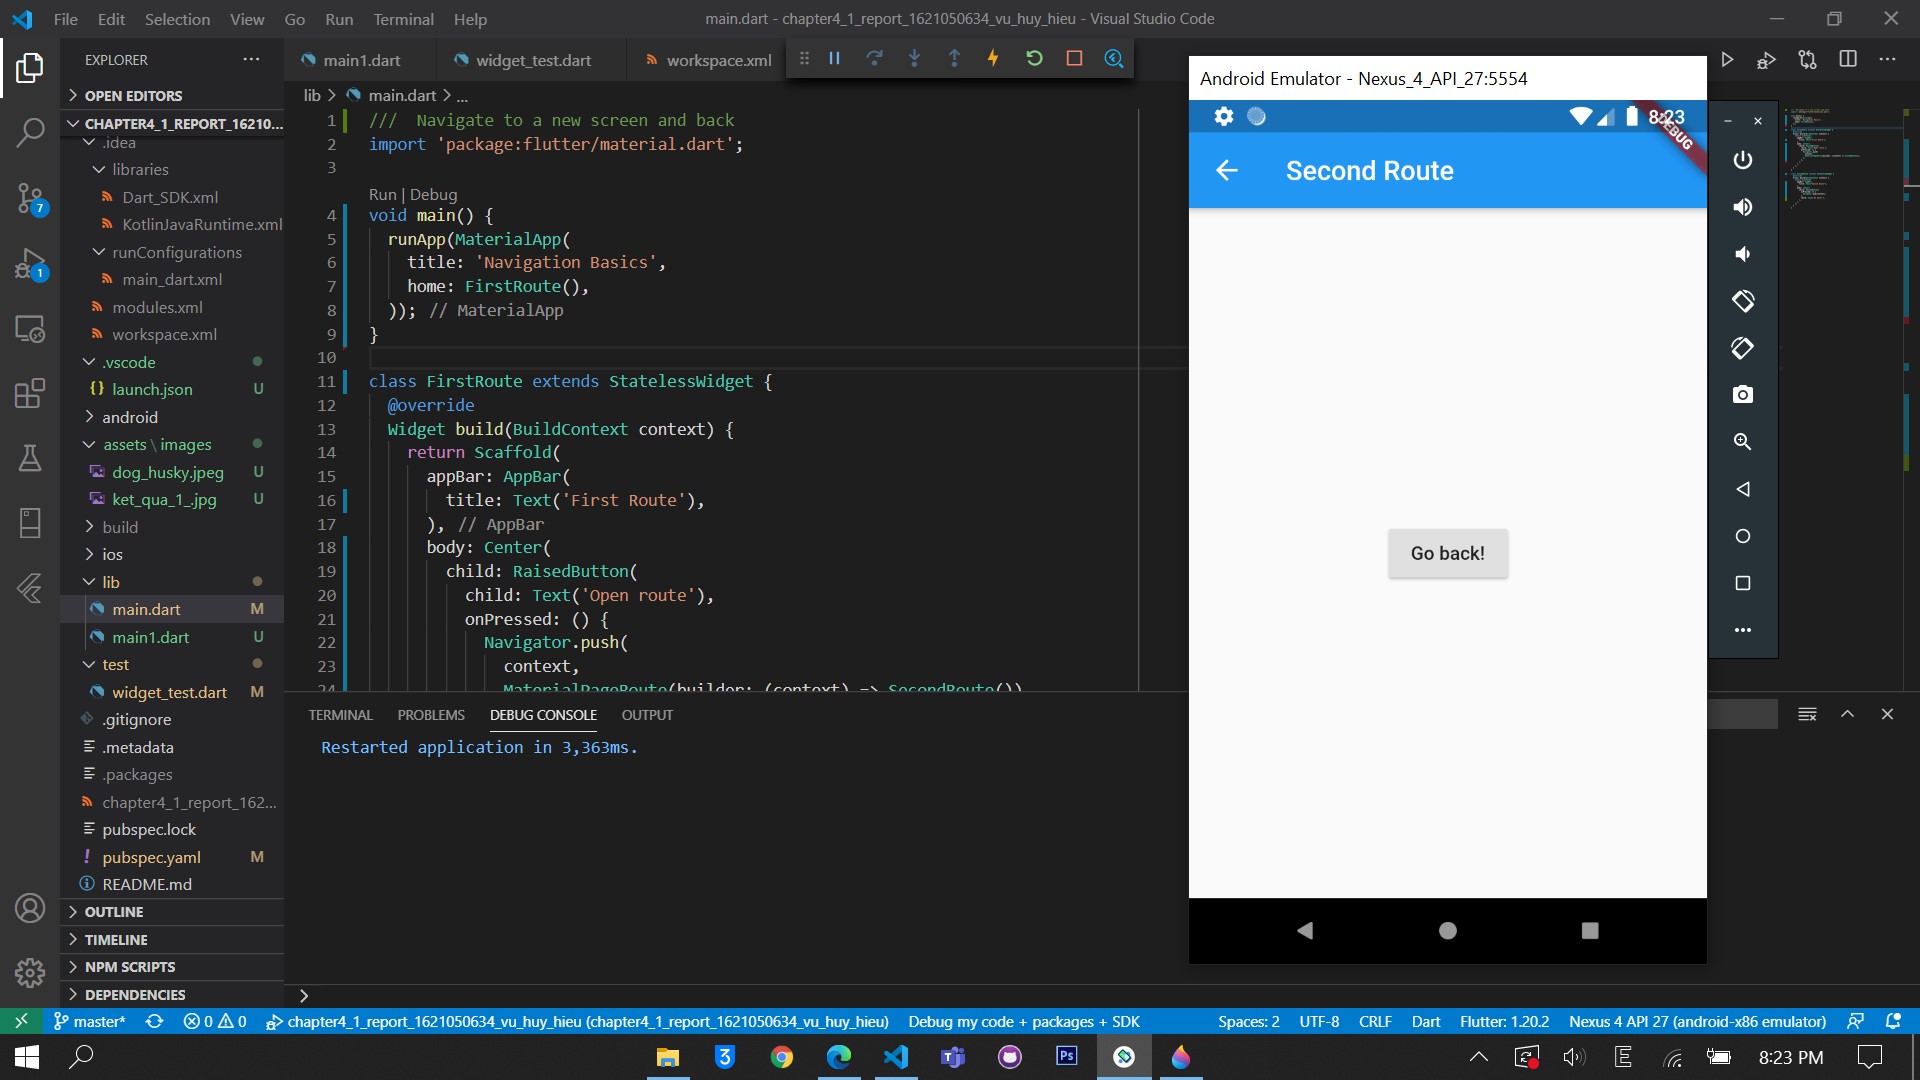 File Edit Selection View Go Run Terminal Help
main.dart - chapter4_1_report_1621050634_vu_huy_hieu - Visual Studio Code
EXPLORER
OPEN EDITORS
CHAPTER4_1_REPORT_16210...
.idea
libraries
Dart_SDK.xml
KotlinJavaRuntime.xml
runConfigurations
main_dart.xml
modules.xml
workspace.xml
.vscode
launch.json U
android
assets \ images
dog_husky.jpeg U
ket_qua_1_.jpg U
build
ios
lib
main.dart M
main1.dart U
test
widget_test.dart M
.gitignore
.metadata
.packages
chapter4_1_report_162...
pubspec.lock
pubspec.yaml M
README.md
OUTLINE
TIMELINE
NPM SCRIPTS
DEPENDENCIES
7
1
main1.dart
widget_test.dart
workspace.xml
lib > main.dart > ...
1 /// Navigate to a new screen and back
2 import 'package:flutter/material.dart';
3
Run | Debug
4 void main() {
5 runApp(MaterialApp(
6 title: 'Navigation Basics',
7 home: FirstRoute(),
8 )); // MaterialApp
9 }
10
11 class FirstRoute extends StatelessWidget {
12 @override
13 Widget build(BuildContext context) {
14 return Scaffold(
15 appBar: AppBar(
16 title: Text('First Route'),
17 ), // AppBar
18 body: Center(
19 child: RaisedButton(
20 child: Text('Open route'),
21 onPressed: () {
22 Navigator.push(
23 context,
24 MaterialPageRoute(builder: (context) => SecondRoute())
TERMINAL PROBLEMS DEBUG CONSOLE OUTPUT
Restarted application in 3,363ms.
Android Emulator - Nexus_4_API_27:5554
8:23
DEBUG
Second Route
Go back!
master* 0 0 chapter4_1_report_1621050634_vu_huy_hieu (chapter4_1_report_1621050634_vu_huy_hieu) Debug my code + packages + SDK Spaces: 2 UTF-8 CRLF Dart Flutter: 1.20.2 Nexus 4 API 27 (android-x86 emulator)
3
Ps
E
8:23 PM